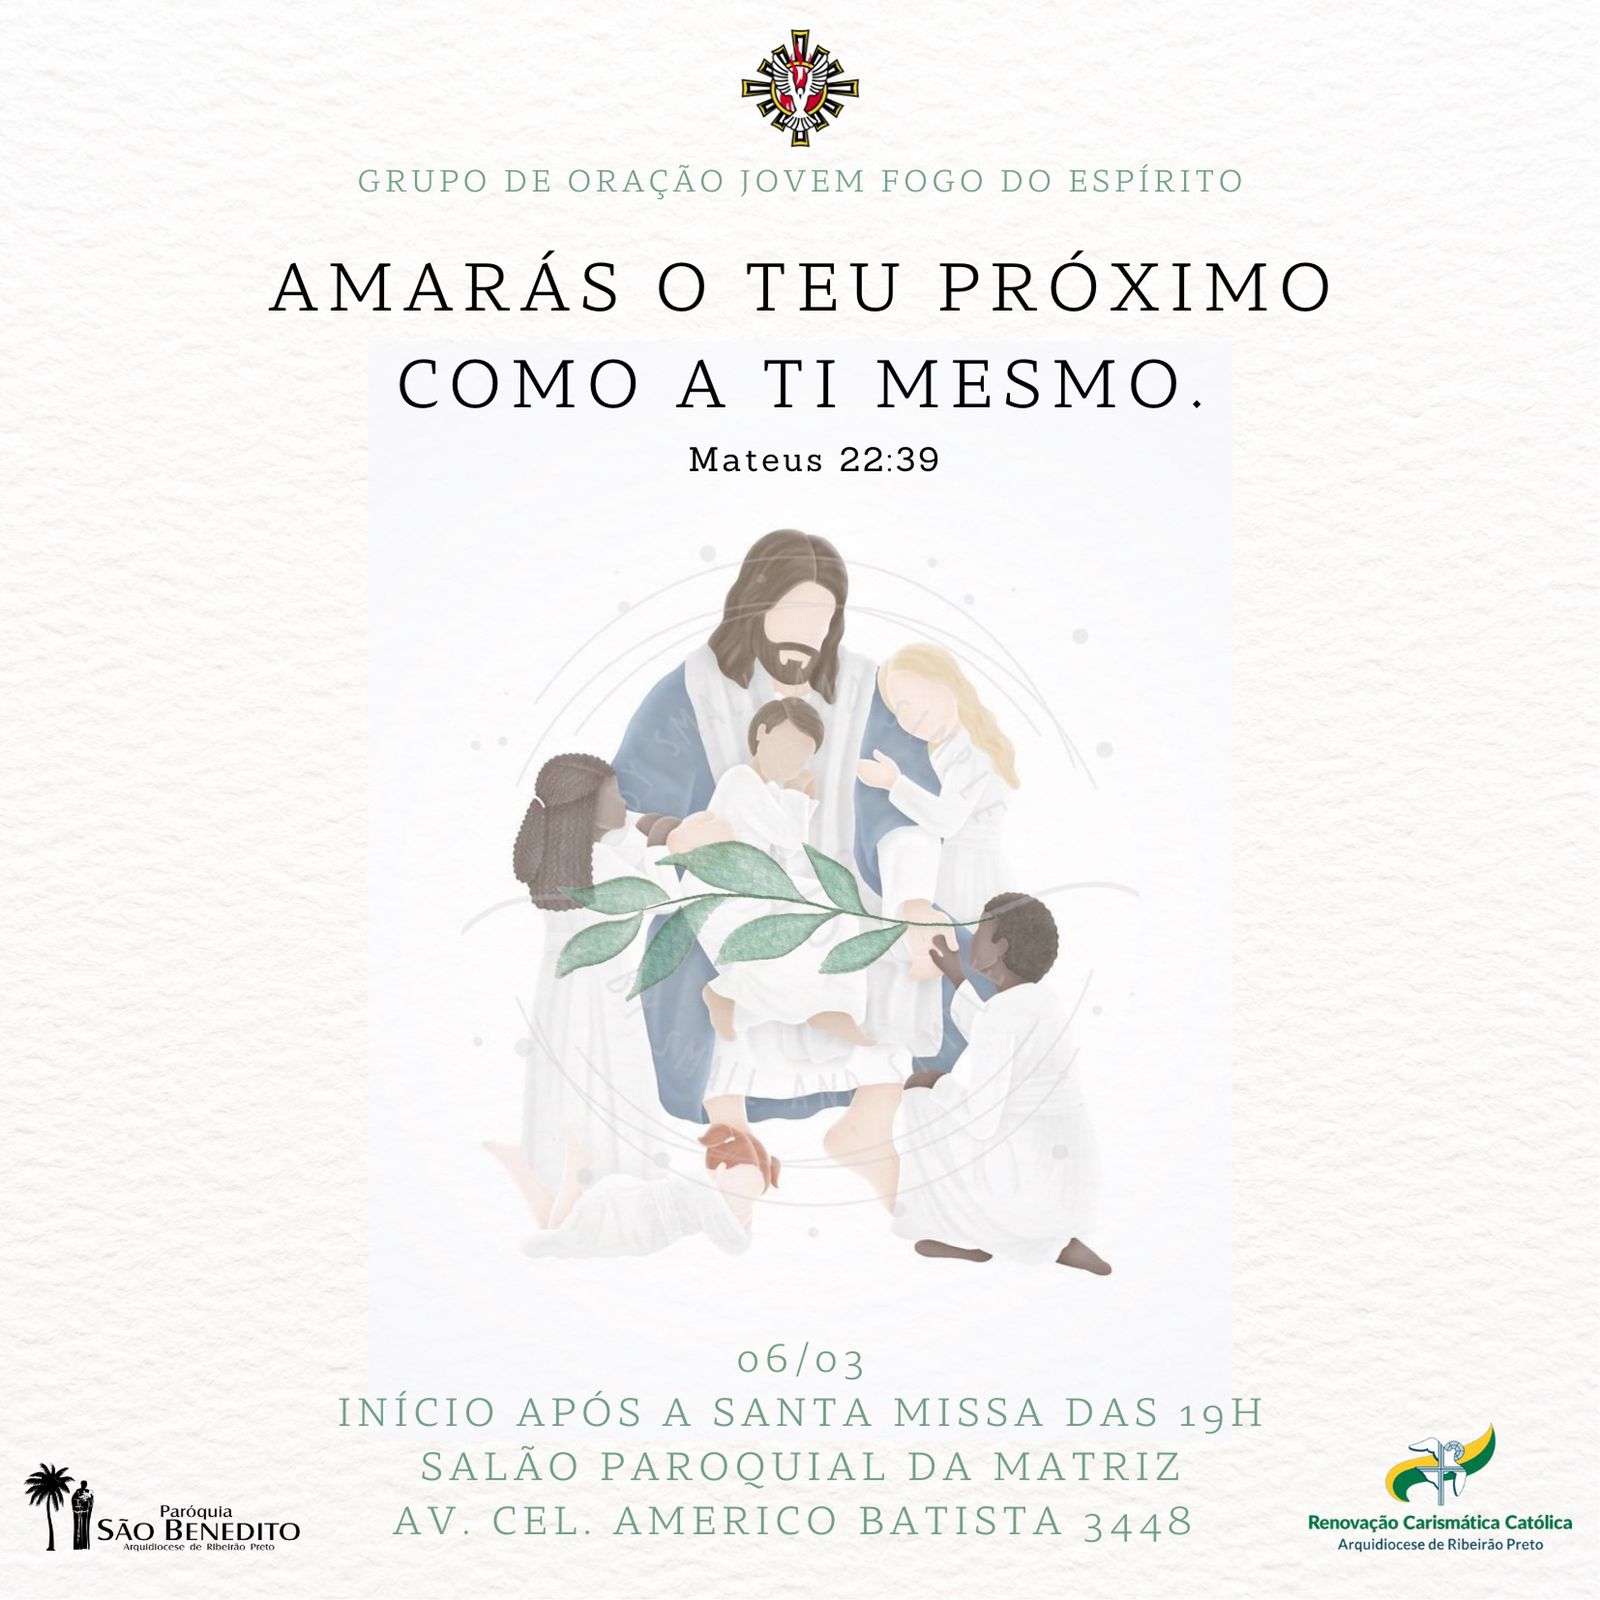 GRUPO DE ORAÇÃO JOVEM FOGO DO ESPÍRITO
AMARÁS O TEU PRÓXIMO
COMO A TI MESMO.
Mateus 22:39
06/03
INÍCIO APÓS A SANTA MISSA DAS 19H
SALÃO PAROQUIAL DA MATRIZ
AV. CEL. AMERICO BATISTA 3448
Paróquia
SÃO BENEDITO
Arquidiocese de Ribeirão Preto
Renovação Carismática Católica
Arquidiocese de Ribeirão Preto